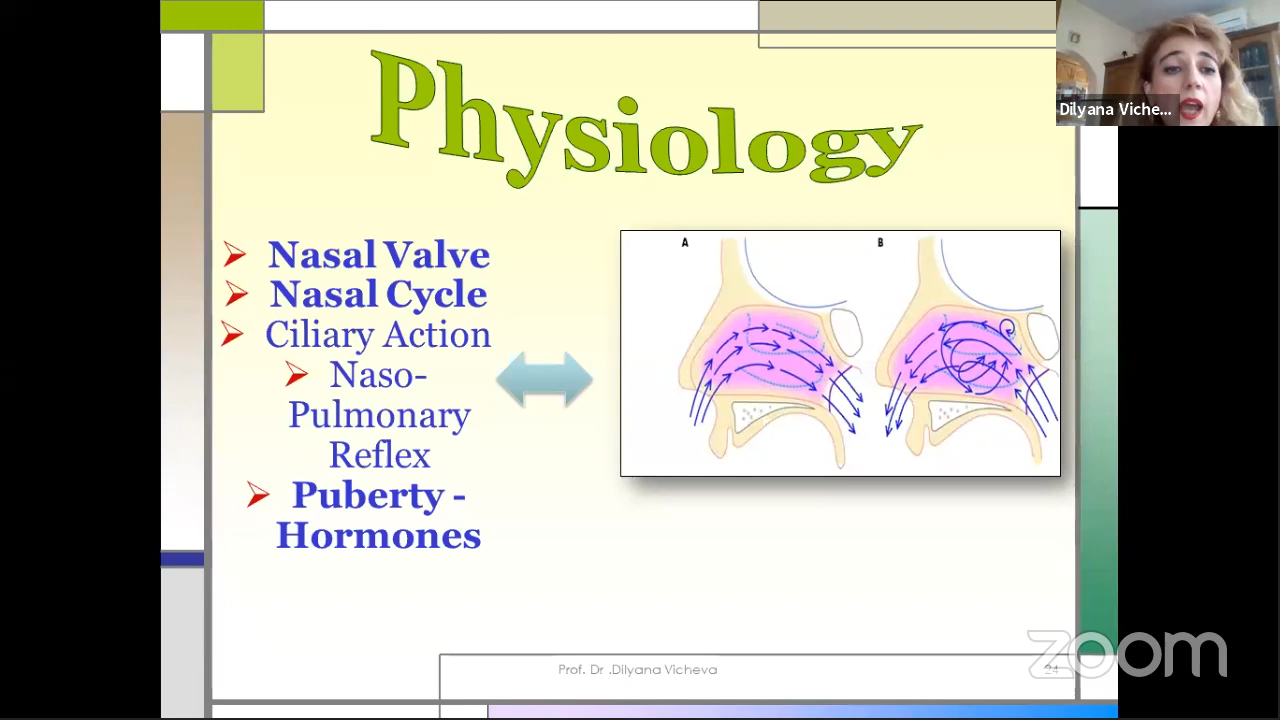 Physiology
Dilyana Viche...
Nasal Valve
Nasal Cycle
Ciliary Action
Naso-
Pulmonary
Reflex
Puberty -
Hormones
A
B
Prof. Dr .Dilyana Vicheva
24
zoom